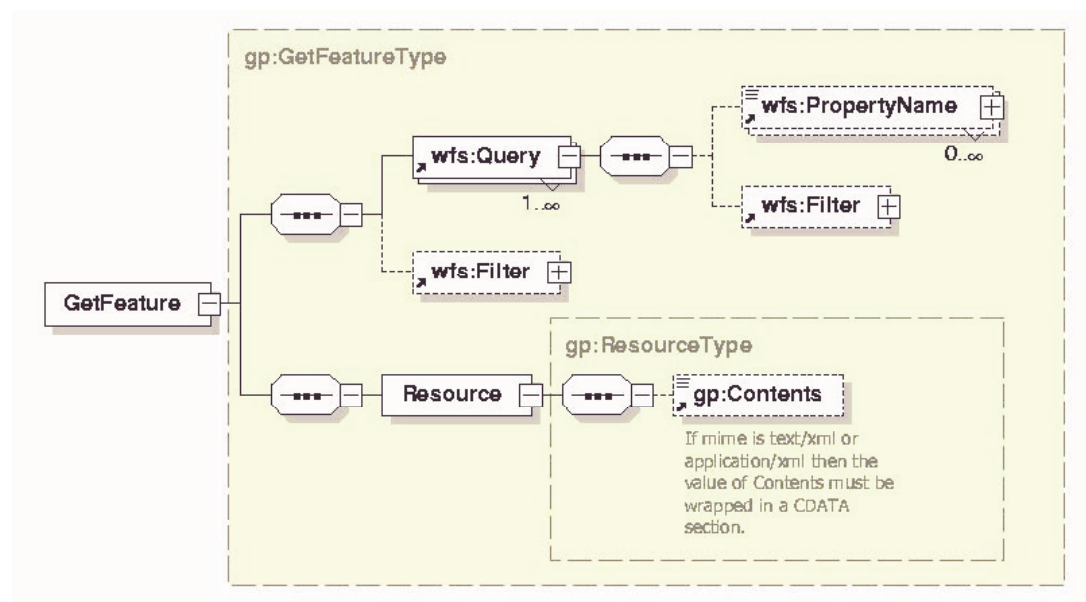 gp:GetFeatureType
wfs:PropertyName
0..∞
wfs:Query
1..∞
wfs:Filter
wfs:Filter
GetFeature
gp:ResourceType
Resource
gp:Contents
If mime is text/xml or
application/xml then the
value of Contents must be
wrapped in a CDATA
section.